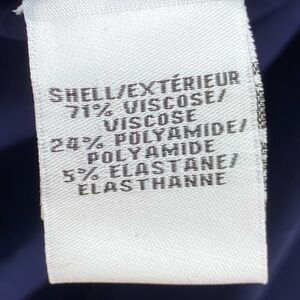 SHELL/EXTÉRIEUR
71% VISCOSE/
VISCOSE
24% POLYAMIDE/
POLYAMIDE
5% ELASTANE/
ELASTHANNE